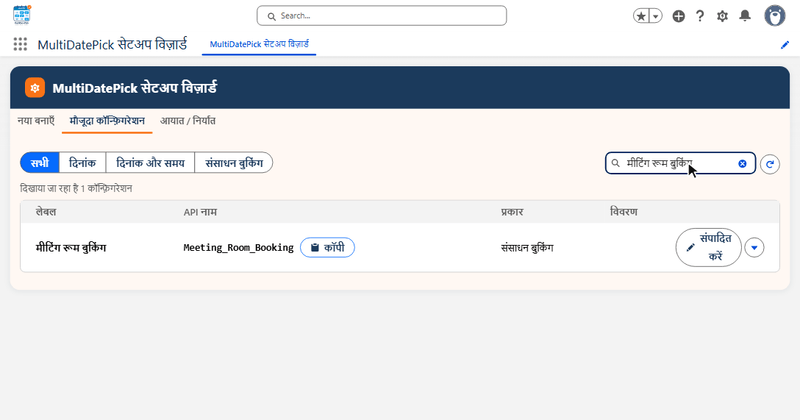 Search...
MultiDatePick सेटअप विज़ार्ड
MultiDatePick सेटअप विज़ार्ड
MultiDatePick सेटअप विज़ार्ड
नया बनाएँ
मौजूदा कॉन्फ़िगरेशन
आयात / निर्यात
सभी
दिनांक
दिनांक और समय
संसाधन बुकिंग
मीटिंग रूम बुकिंग
दिखाया जा रहा है 1 कॉन्फ़िगरेशन
लेबल
API नाम
प्रकार
विवरण
मीटिंग रूम बुकिंग
Meeting_Room_Booking
कॉपी
संसाधन बुकिंग
संपादित
करें